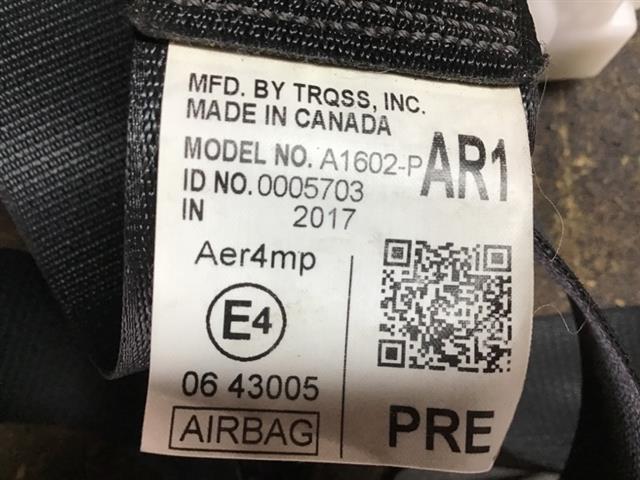 MFD. BY TRQSS, INC.
MADE IN CANADA
MODEL NO. A1602-P AR1
ID NO. 0005703
IN 2017
Aer4mp
E4
06 43005
AIRBAG
PRE